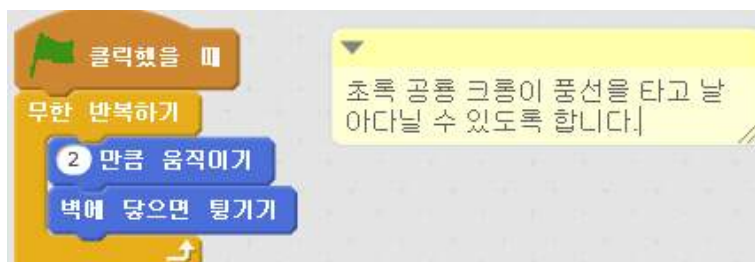 클릭했을 때
무한 반복하기
2 만큼 움직이기
벽에 닿으면 튕기기
초록 공룡 크롱이 풍선을 타고 날
아다닐 수 있도록 합니다.